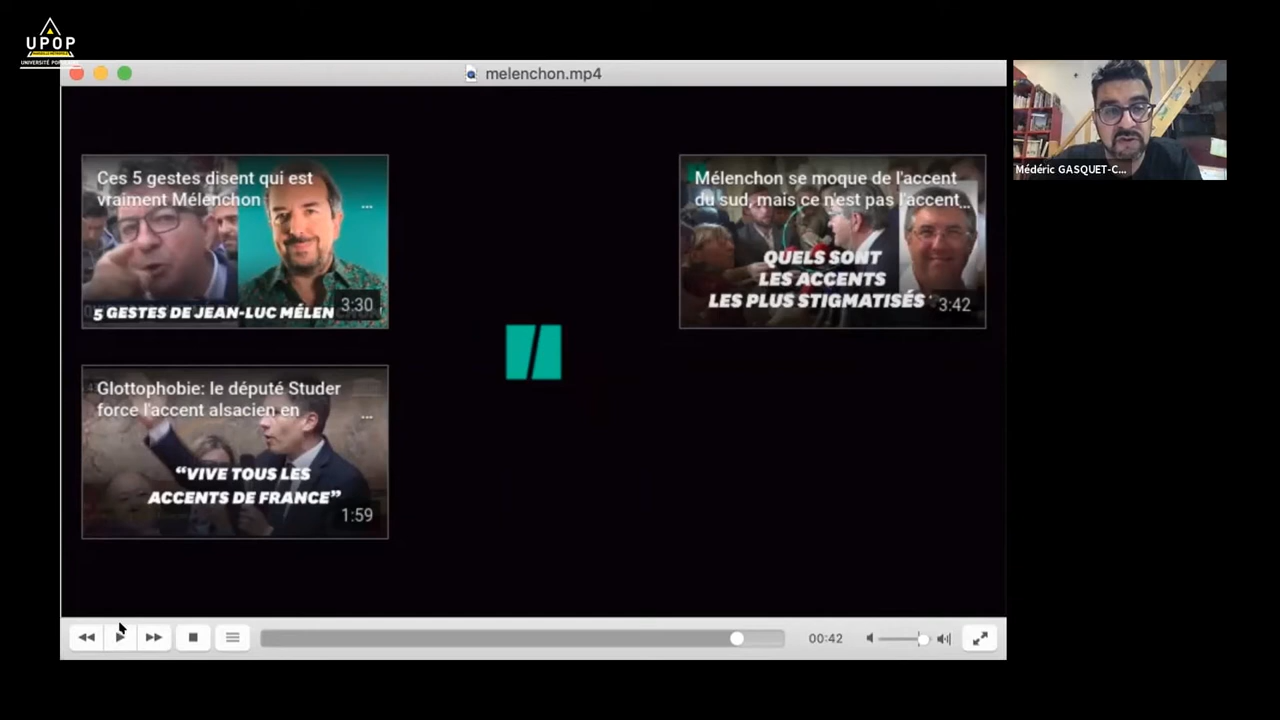 UPOP
melenchon.mp4
Médéric GASQUET-C...
Ces 5 gestes disent qui est
vraiment Mélenchon
...
5 GESTES DE JEAN-LUC MÉLEN
3:30
Mélenchon se moque de l'accent
du sud, mais ce n'est pas l'accent...
QUELS SONT
LES ACCENTS
LES PLUS STIGMATISÉS
3:42
Glottophobie: le député Studer
force l'accent alsacien en
...
“VIVE TOUS LES
ACCENTS DE FRANCE”
1:59
00:42